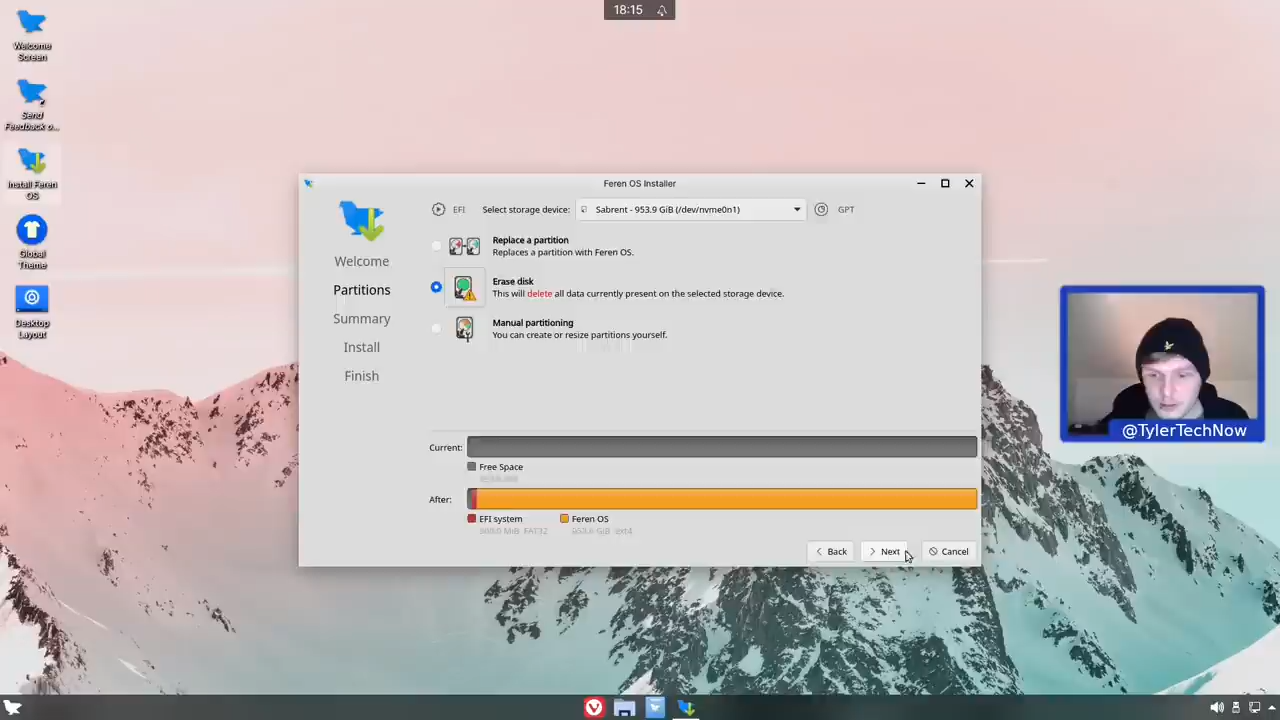 18:15
Welcome
Screen
Send
Feedback o...
Install Feren
OS
Global
Theme
Desktop
Layout
Feren OS Installer
EFI
Select storage device:
Sabrent - 953.9 GiB (/dev/nvme0n1)
GPT
Welcome
Partitions
Summary
Install
Finish
Replace a partition
Replaces a partition with Feren OS.
Erase disk
This will delete all data currently present on the selected storage device.
Manual partitioning
You can create or resize partitions yourself.
Current:
Free Space
After:
EFI system
Feren OS
FAT32
ext4
Back
Next
Cancel
@TylerTechNow